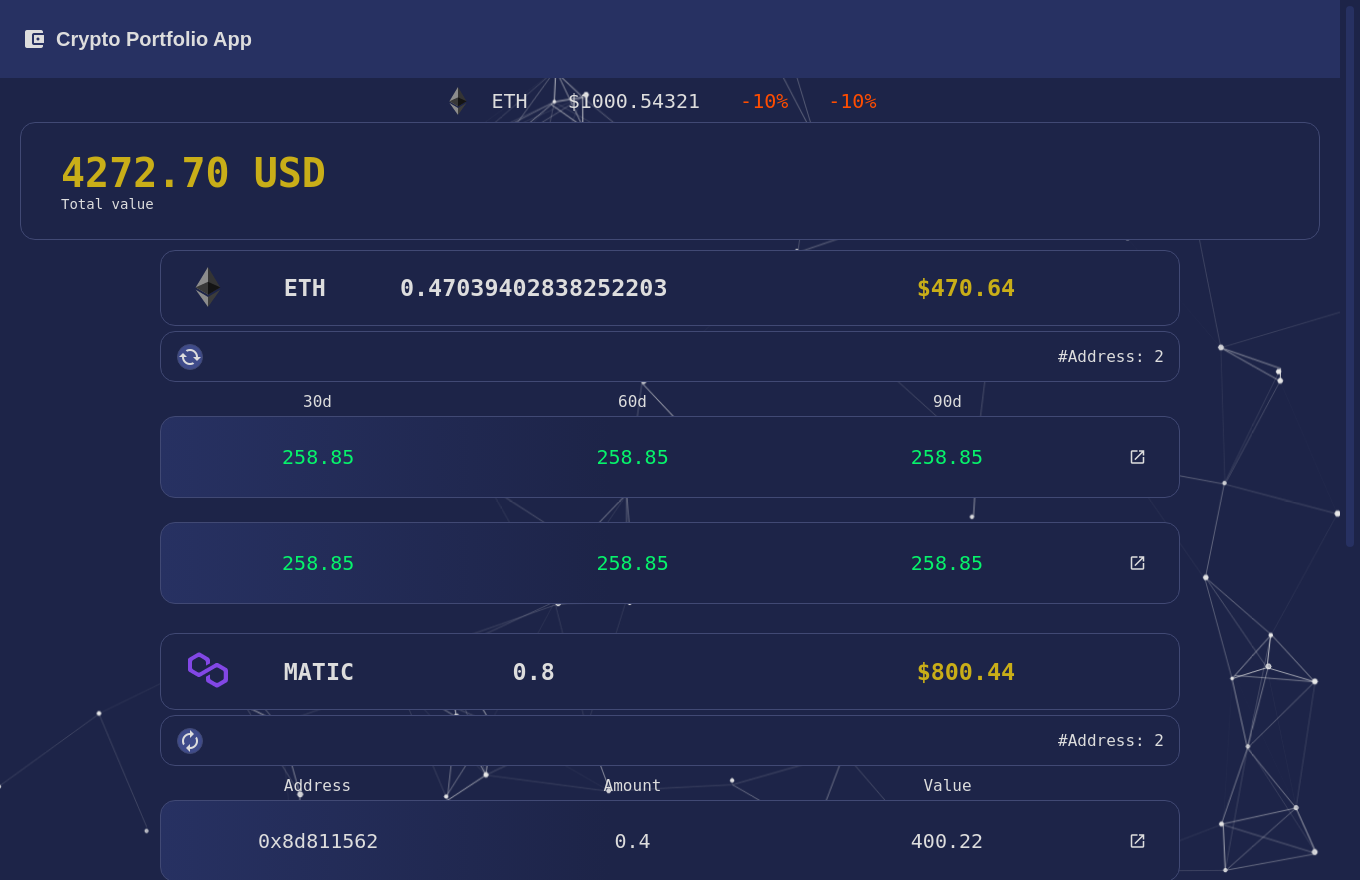 Crypto Portfolio App
ETH $1000.54321 -10% -10%
4272.70 USD
Total value
ETH 0.47039402838252203 $470.64
#Address: 2
30d 60d 90d
258.85 258.85 258.85
258.85 258.85 258.85
MATIC 0.8 $800.44
#Address: 2
Address Amount Value
0x8d811562 0.4 400.22